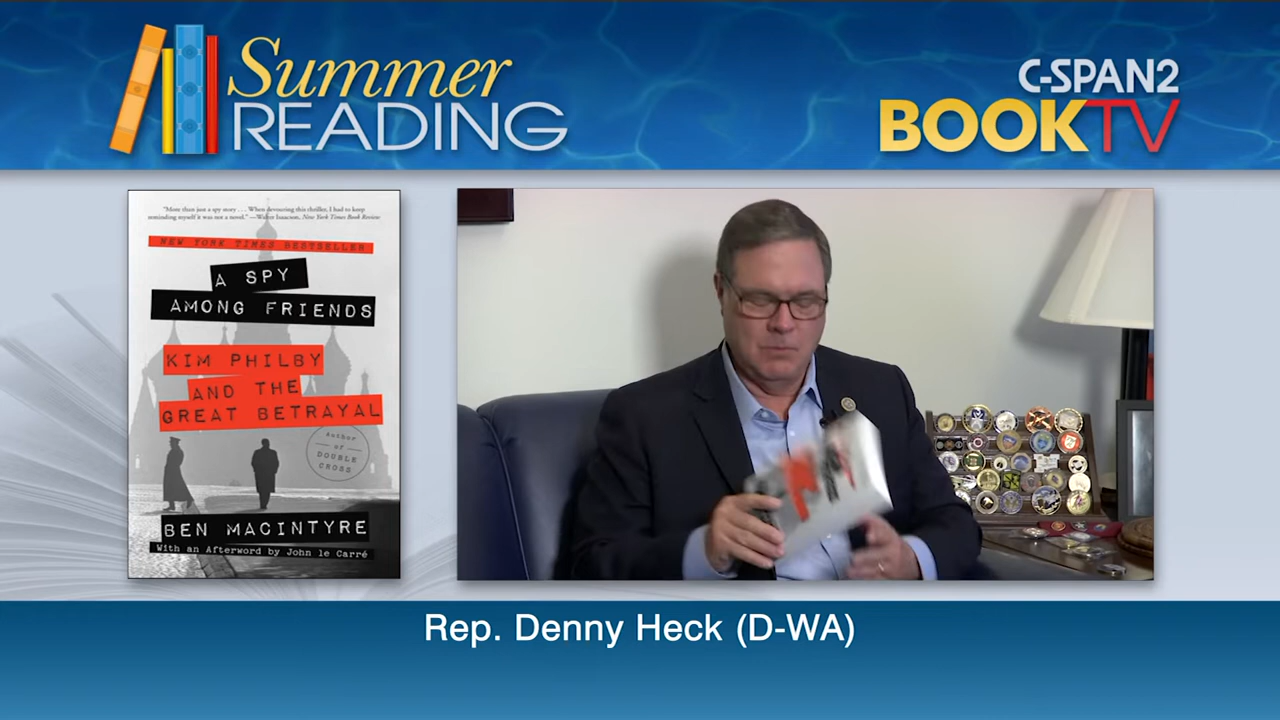 Summer
READING
C-SPAN2
BOOKTV
"More than just a spy story . . . When devouring this thriller, I had to keep
reminding myself it was not a novel." —Walter Isaacson, New York Times Book Review
NEW YORK TIMES BESTSELLER
A SPY
AMONG FRIENDS
KIM PHILBY
AND THE
GREAT BETRAYAL
Author
of
DOUBLE
CROSS
BEN MACINTYRE
With an Afterword by John le Carré
Rep. Denny Heck (D-WA)